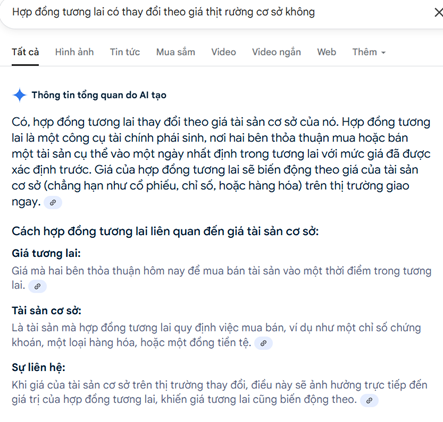 Hợp đồng tương lai có thay đổi theo giá thịt rường cơ sở không
Tất cả Hình ảnh Tin tức Mua sắm Video Video ngắn Web Thêm
Thông tin tổng quan do AI tạo
Có, hợp đồng tương lai thay đổi theo giá tài sản cơ sở của nó. Hợp đồng tương
lai là một công cụ tài chính phái sinh, nơi hai bên thỏa thuận mua hoặc bán
một tài sản cụ thể vào một ngày nhất định trong tương lai với mức giá đã được
xác định trước. Giá của hợp đồng tương lai sẽ biến động theo giá của tài sản
cơ sở (chẳng hạn như cổ phiếu, chỉ số, hoặc hàng hóa) trên thị trường giao
ngay.
Cách hợp đồng tương lai liên quan đến giá tài sản cơ sở:
Giá tương lai:
Giá mà hai bên thỏa thuận hôm nay để mua bán tài sản vào một thời điểm trong tương
lai.
Tài sản cơ sở:
Là tài sản mà hợp đồng tương lai quy định việc mua bán, ví dụ như một chỉ số chứng
khoán, một loại hàng hóa, hoặc một đồng tiền tệ.
Sự liên hệ:
Khi giá của tài sản cơ sở trên thị trường thay đổi, điều này sẽ ảnh hưởng trực tiếp đến
giá trị của hợp đồng tương lai, khiến giá tương lai cũng biến động theo.